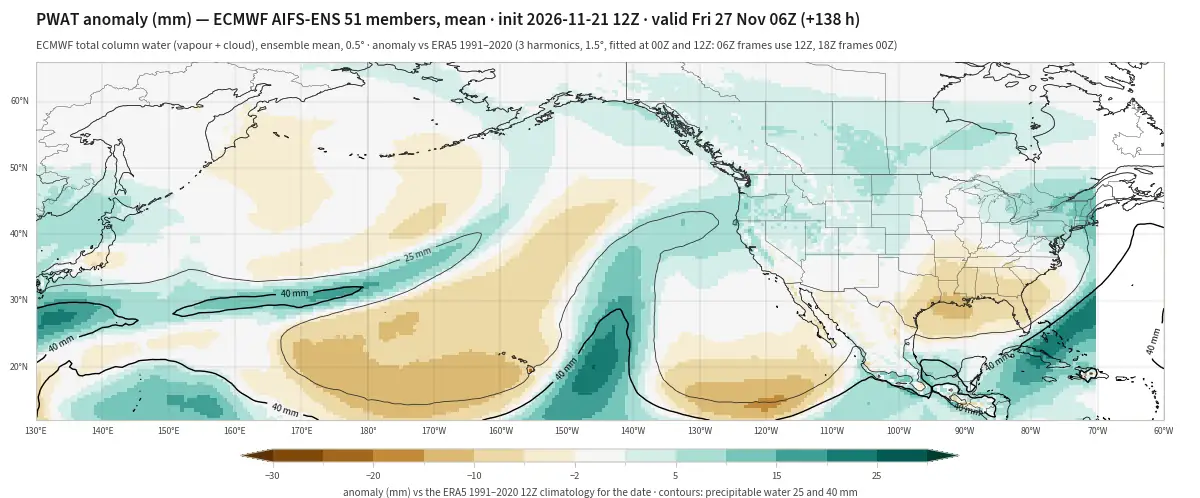 PWAT anomaly (mm) — ECMWF AIFS-ENS 51 members, mean · init 2026-11-21 12Z · valid Fri 27 Nov 06Z (+138 h)
ECMWF total column water (vapour + cloud), ensemble mean, 0.5° · anomaly vs ERA5 1991–2020 (3 harmonics, 1.5°, fitted at 00Z and 12Z: 06Z frames use 12Z, 18Z frames 00Z)
60°N
50°N
40°N
30°N
20°N
25 mm
40 mm
40 mm
40 mm
40 mm
40 mm
40 mm
40 mm
130°E 140°E 150°E 160°E 170°E 180° 170°W 160°W 150°W 140°W 130°W 120°W 110°W 100°W 90°W 80°W 70°W 60°W
−30 −20 −10 −2 5 15 25
anomaly (mm) vs the ERA5 1991–2020 12Z climatology for the date · contours: precipitable water 25 and 40 mm